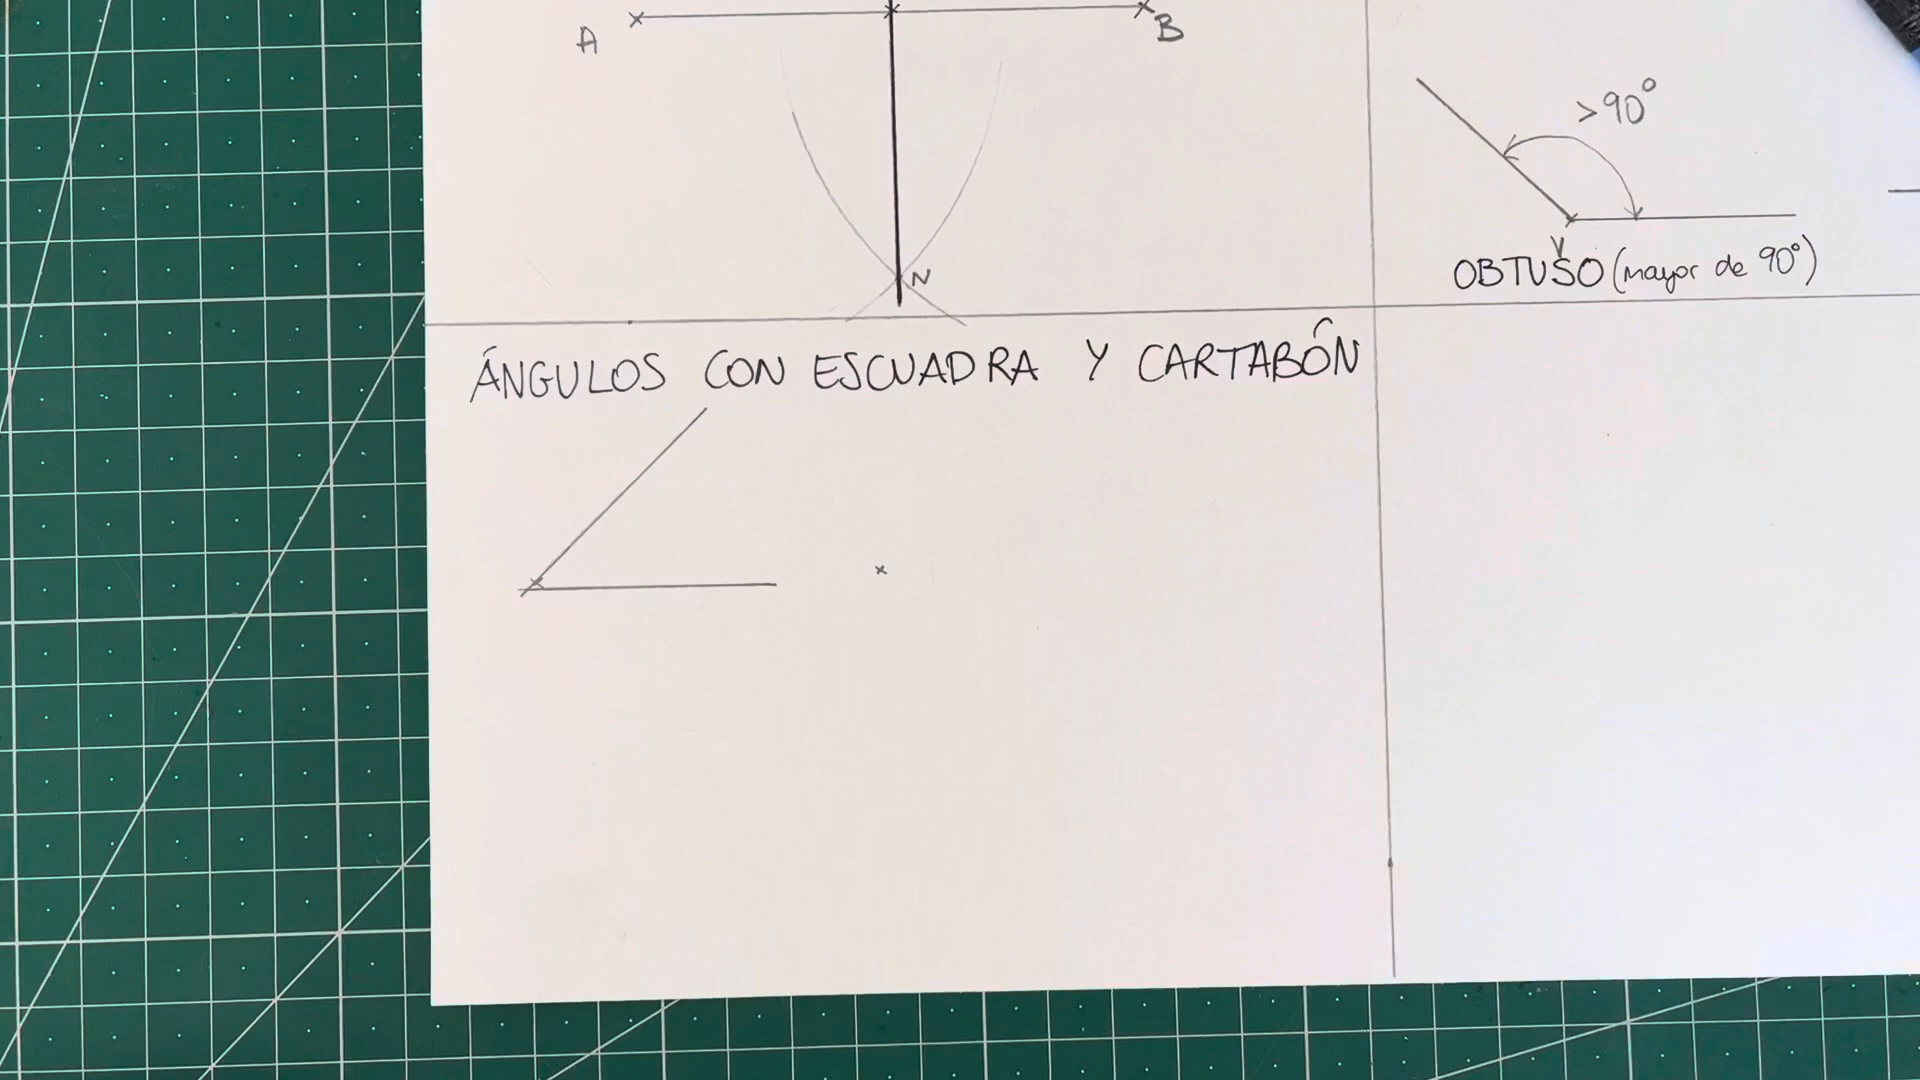 A
B
N
>90°
V
OBTUSO (mayor de 90°)
ÁNGULOS CON ESCUADRA Y CARTABÓN